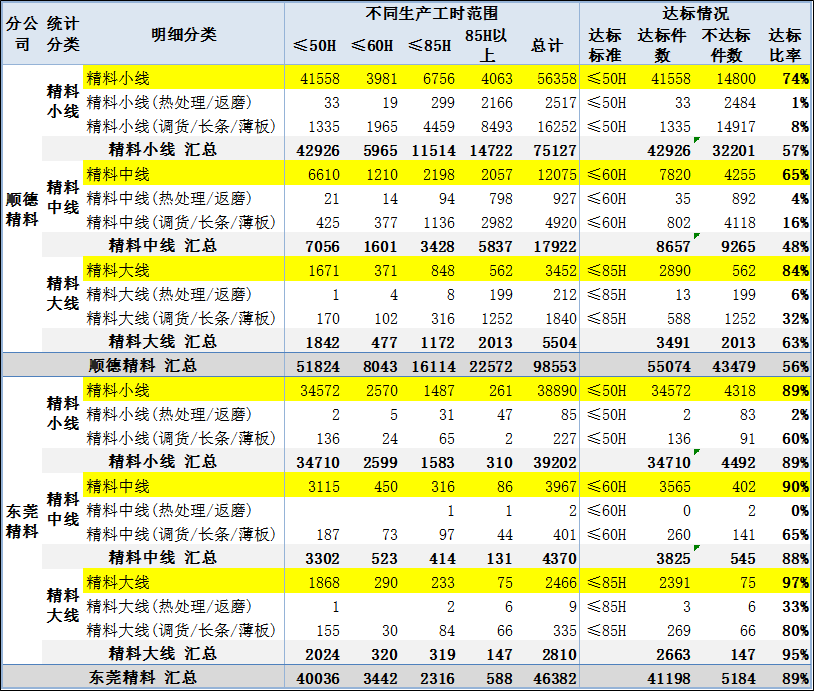 分公司 统计分类 明细分类 不同生产工时范围 达标情况
≤50H ≤60H ≤85H 85H以上 总计 达标标准 达标件数 不达标件数 达标比率
顺德精料 精料小线 精料小线 41558 3981 6756 4063 56358 ≤50H 41558 14800 74%
精料小线(热处理/返磨) 33 19 299 2166 2517 ≤50H 33 2484 1%
精料小线(调货/长条/薄板) 1335 1965 4459 8493 16252 ≤50H 1335 14917 8%
精料小线 汇总 42926 5965 11514 14722 75127 42926 32201 57%
精料中线 精料中线 6610 1210 2198 2057 12075 ≤60H 7820 4255 65%
精料中线(热处理/返磨) 21 14 94 798 927 ≤60H 35 892 4%
精料中线(调货/长条/薄板) 425 377 1136 2982 4920 ≤60H 802 4118 16%
精料中线 汇总 7056 1601 3428 5837 17922 8657 9265 48%
精料大线 精料大线 1671 371 848 562 3452 ≤85H 2890 562 84%
精料大线(热处理/返磨) 1 4 8 199 212 ≤85H 13 199 6%
精料大线(调货/长条/薄板) 170 102 316 1252 1840 ≤85H 588 1252 32%
精料大线 汇总 1842 477 1172 2013 5504 3491 2013 63%
顺德精料 汇总 51824 8043 16114 22572 98553 55074 43479 56%
东莞精料 精料小线 精料小线 34572 2570 1487 261 38890 ≤50H 34572 4318 89%
精料小线(热处理/返磨) 2 5 31 47 85 ≤50H 2 83 2%
精料小线(调货/长条/薄板) 136 24 65 2 227 ≤50H 136 91 60%
精料小线 汇总 34710 2599 1583 310 39202 34710 4492 89%
精料中线 精料中线 3115 450 316 86 3967 ≤60H 3565 402 90%
精料中线(热处理/返磨) 1 1 2 ≤60H 0 2 0%
精料中线(调货/长条/薄板) 187 73 97 44 401 ≤60H 260 141 65%
精料中线 汇总 3302 523 414 131 4370 3825 545 88%
精料大线 精料大线 1868 290 233 75 2466 ≤85H 2391 75 97%
精料大线(热处理/返磨) 1 2 6 9 ≤85H 3 6 33%
精料大线(调货/长条/薄板) 155 30 84 66 335 ≤85H 269 66 80%
精料大线 汇总 2024 320 319 147 2810 2663 147 95%
东莞精料 汇总 40036 3442 2316 588 46382 41198 5184 89%